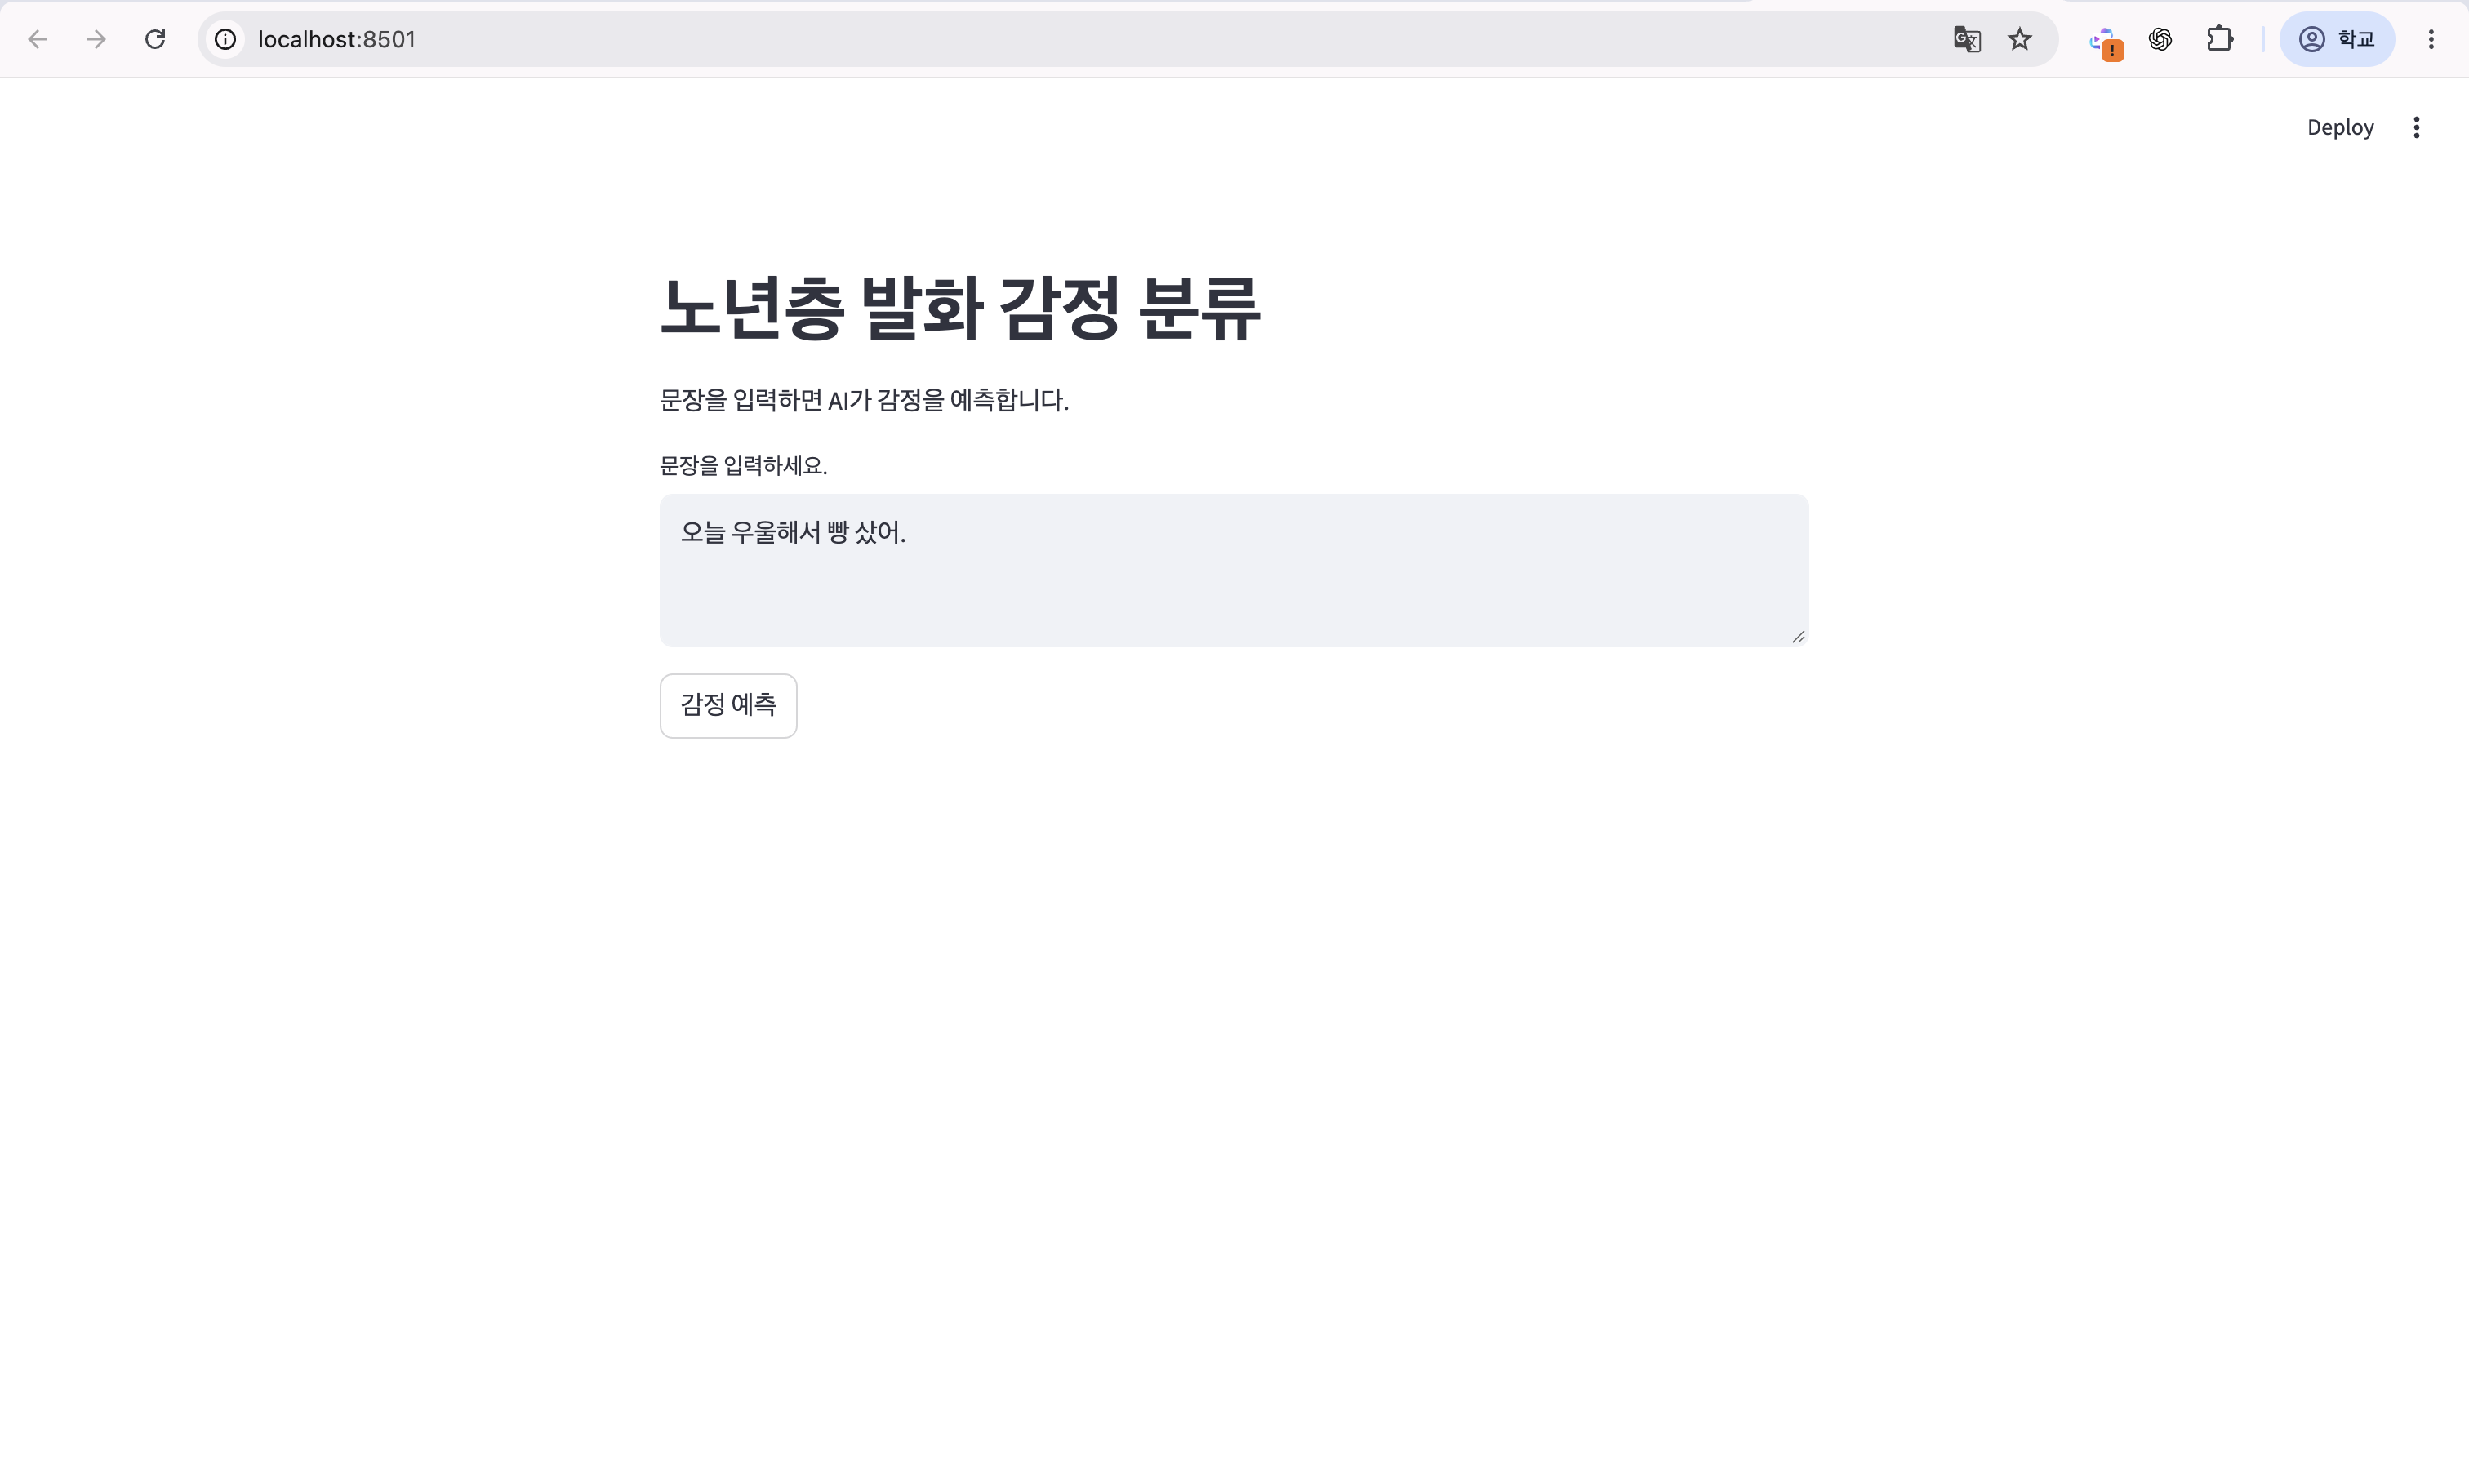 localhost:8501
학교
Deploy
노년층 발화 감정 분류
문장을 입력하면 AI가 감정을 예측합니다.
문장을 입력하세요.
오늘 우울해서 빵 샀어.
감정 예측